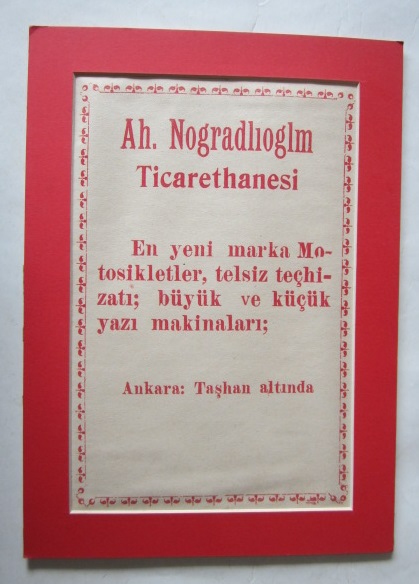 Ah. Nogradlıoglm
Ticarethanesi
En yeni marka Mo-
tosikletler, telsiz teçhi-
zatı; büyük ve küçük
yazı makinaları;
Ankara: Taşhan altında